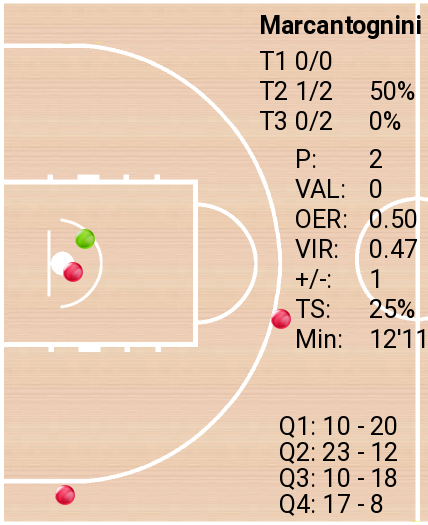 Marcantognini
T1 0/0
T2 1/2 50%
T3 0/2 0%
P: 2
VAL: 0
OER: 0.50
VIR: 0.47
+/-: 1
TS: 25%
Min: 12'11
Q1: 10 - 20
Q2: 23 - 12
Q3: 10 - 18
Q4: 17 - 8